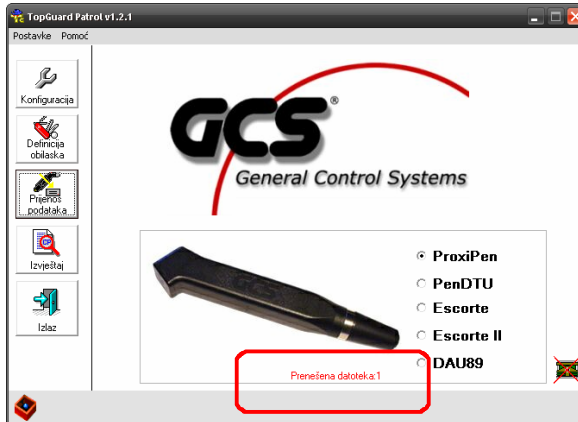 TopGuard Patrol v1.2.1
Postavke Pomoć
Konfiguracija
Definicija
obilaska
Prijenos
podataka
Izvještaj
Izlaz
GCS®
General Control Systems
ProxiPen
PenDTU
Escorte
Escorte II
DAU89
Prenešena datoteka:1